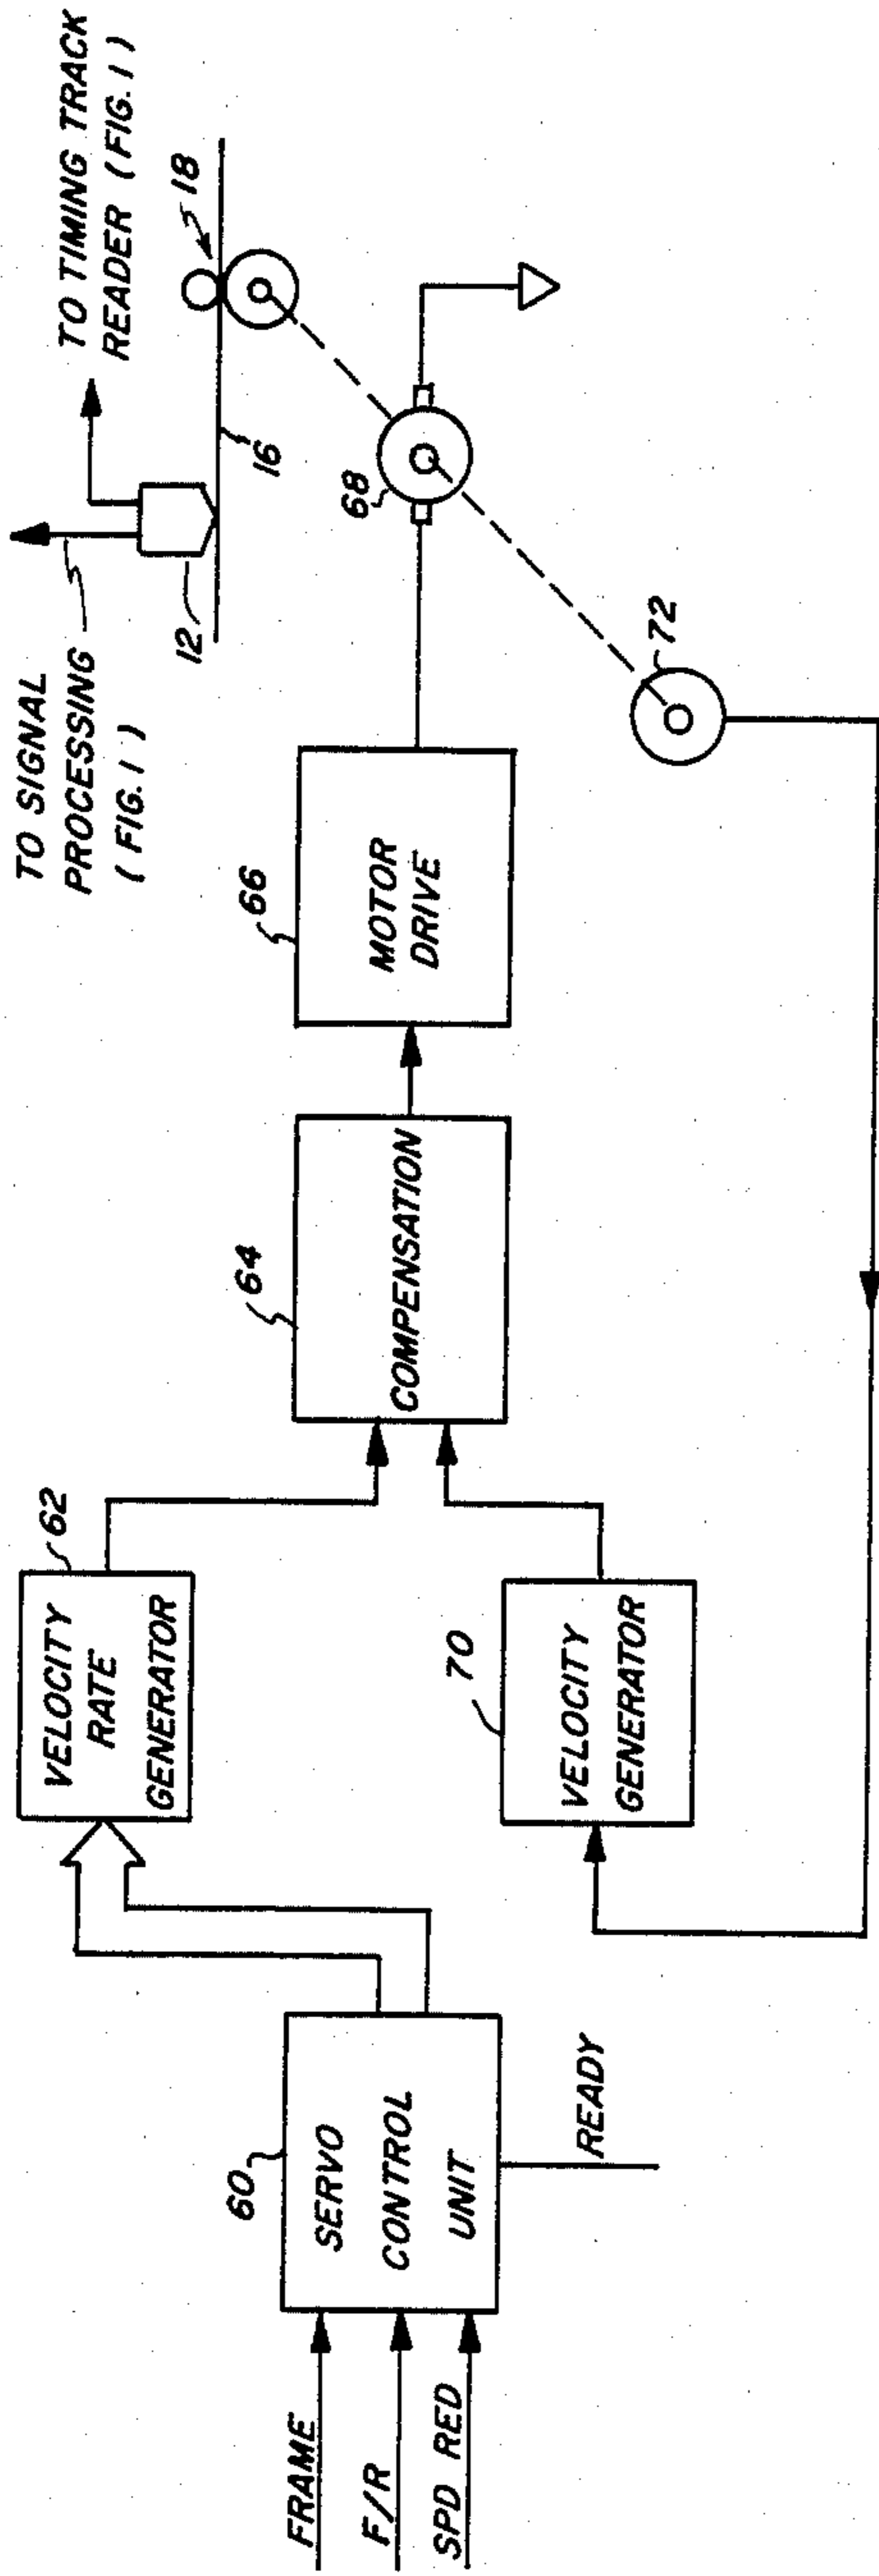 FRAME
F/R
SPD RED
60
SERVO
CONTROL
UNIT
READY
VELOCITY
RATE
GENERATOR
62
70
VELOCITY
GENERATOR
64
COMPENSATION
66
MOTOR
DRIVE
TO SIGNAL
PROCESSING
(FIG. 1)
12
16
TO TIMING TRACK
READER (FIG. 1)
18
68
72